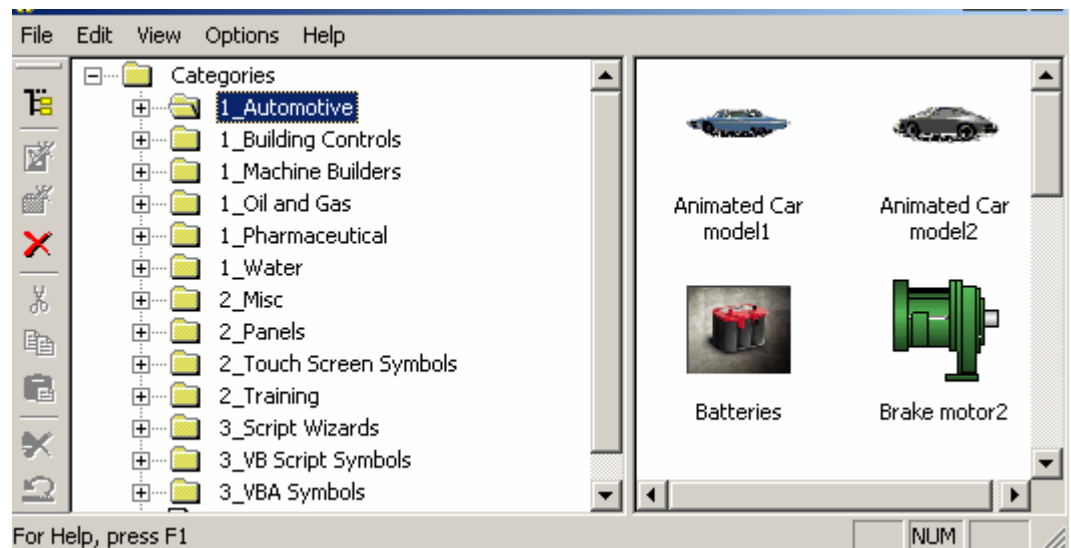 File Edit View Options Help
Categories
1_Automotive
1_Building Controls
1_Machine Builders
1_Oil and Gas
1_Pharmaceutical
1_Water
2_Misc
2_Panels
2_Touch Screen Symbols
2_Training
3_Script Wizards
3_VB Script Symbols
3_VBA Symbols
Animated Car
model1
Animated Car
model2
Batteries
Brake motor2
For Help, press F1
NUM